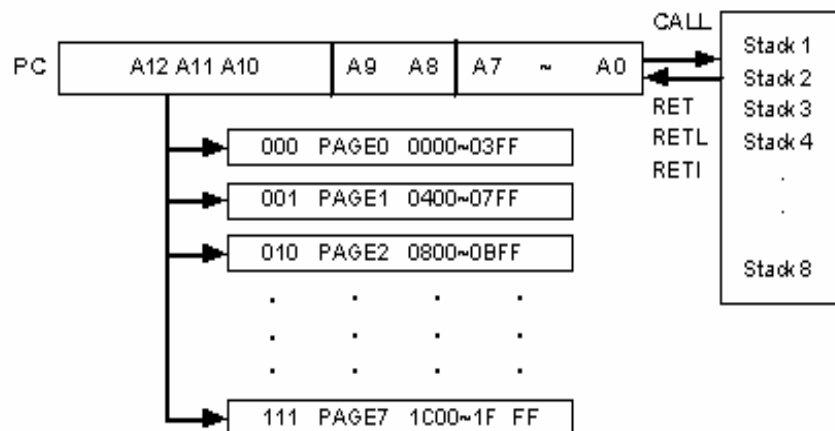 CALL
PC A12 A11 A10 A9 A8 A7 ~ A0
Stack 1
Stack 2
Stack 3
Stack 4
.
.
Stack 8
RET
RETL
RETI
000 PAGE0 0000~03FF
001 PAGE1 0400~07FF
010 PAGE2 0800~0BFF
. . . .
. . . .
. . . .
111 PAGE7 1C00~1F FF